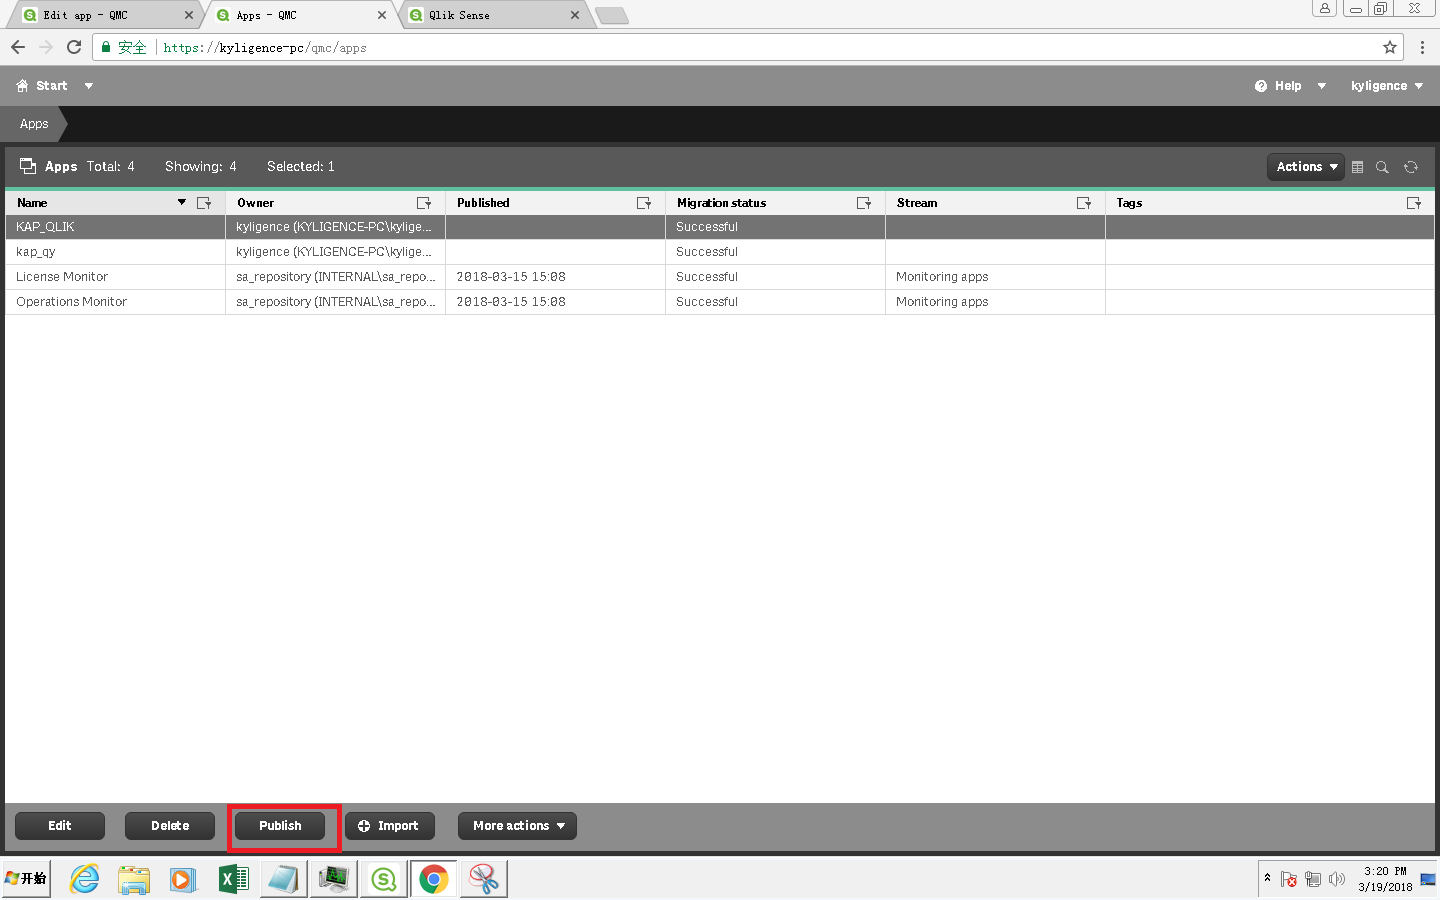 Edit app - QMC
Apps - QMC
Qlik Sense
安全 https://kyligence-pc/qmc/apps
Start
Help
kyligence
Apps
Apps Total: 4 Showing: 4 Selected: 1
Actions
Name Owner Published Migration status Stream Tags
KAP_QLIK kyligence (KYLIGENCE-PC\kylige... Successful
kap_qy kyligence (KYLIGENCE-PC\kylige... Successful
License Monitor sa_repository (INTERNAL\sa_repo... 2018-03-15 15:08 Successful Monitoring apps
Operations Monitor sa_repository (INTERNAL\sa_repo... 2018-03-15 15:08 Successful Monitoring apps
Edit Delete Publish Import More actions
开始
3:20 PM
3/19/2018